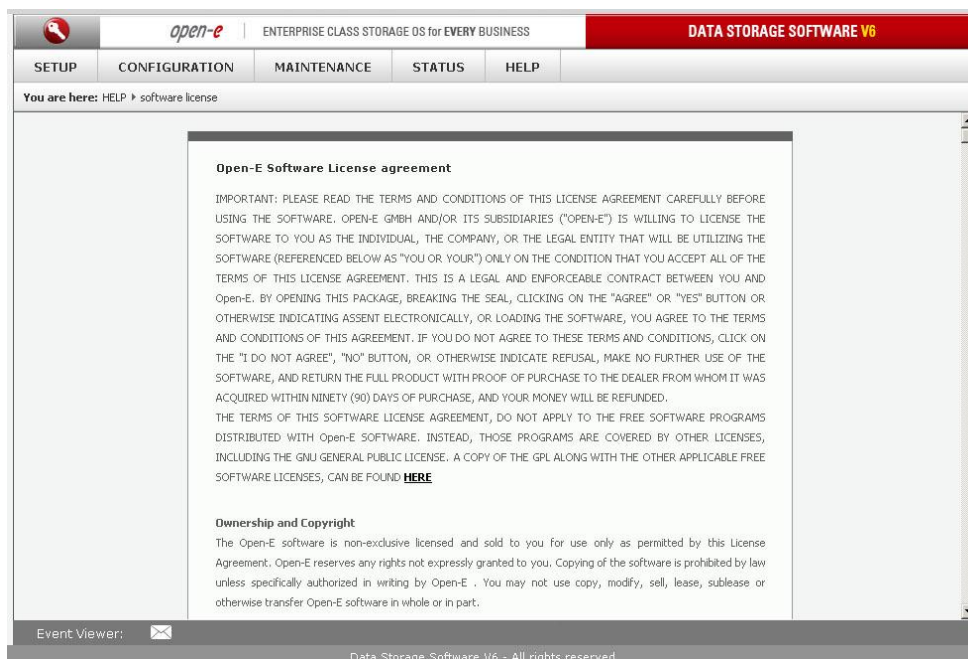 open-e ENTERPRISE CLASS STORAGE OS for EVERY BUSINESS DATA STORAGE SOFTWARE V6
SETUP CONFIGURATION MAINTENANCE STATUS HELP
You are here: HELP ▸ software license
Open-E Software License agreement
IMPORTANT: PLEASE READ THE TERMS AND CONDITIONS OF THIS LICENSE AGREEMENT CAREFULLY BEFORE
USING THE SOFTWARE. OPEN-E GMBH AND/OR ITS SUBSIDIARIES ("OPEN-E") IS WILLING TO LICENSE THE
SOFTWARE TO YOU AS THE INDIVIDUAL, THE COMPANY, OR THE LEGAL ENTITY THAT WILL BE UTILIZING THE
SOFTWARE (REFERENCED BELOW AS "YOU OR YOUR") ONLY ON THE CONDITION THAT YOU ACCEPT ALL OF THE
TERMS OF THIS LICENSE AGREEMENT. THIS IS A LEGAL AND ENFORCEABLE CONTRACT BETWEEN YOU AND
Open-E. BY OPENING THIS PACKAGE, BREAKING THE SEAL, CLICKING ON THE "AGREE" OR "YES" BUTTON OR
OTHERWISE INDICATING ASSENT ELECTRONICALLY, OR LOADING THE SOFTWARE, YOU AGREE TO THE TERMS
AND CONDITIONS OF THIS AGREEMENT. IF YOU DO NOT AGREE TO THESE TERMS AND CONDITIONS, CLICK ON
THE "I DO NOT AGREE", "NO" BUTTON, OR OTHERWISE INDICATE REFUSAL, MAKE NO FURTHER USE OF THE
SOFTWARE, AND RETURN THE FULL PRODUCT WITH PROOF OF PURCHASE TO THE DEALER FROM WHOM IT WAS
ACQUIRED WITHIN NINETY (90) DAYS OF PURCHASE, AND YOUR MONEY WILL BE REFUNDED.
THE TERMS OF THIS SOFTWARE LICENSE AGREEMENT, DO NOT APPLY TO THE FREE SOFTWARE PROGRAMS
DISTRIBUTED WITH Open-E SOFTWARE. INSTEAD, THOSE PROGRAMS ARE COVERED BY OTHER LICENSES,
INCLUDING THE GNU GENERAL PUBLIC LICENSE. A COPY OF THE GPL ALONG WITH THE OTHER APPLICABLE FREE
SOFTWARE LICENSES, CAN BE FOUND HERE
Ownership and Copyright
The Open-E software is non-exclusive licensed and sold to you for use only as permitted by this License
Agreement. Open-E reserves any rights not expressly granted to you. Copying of the software is prohibited by law
unless specifically authorized in writing by Open-E . You may not use copy, modify, sell, lease, sublease or
otherwise transfer Open-E software in whole or in part.
Event Viewer:
Data Storage Software V6 - All rights reserved